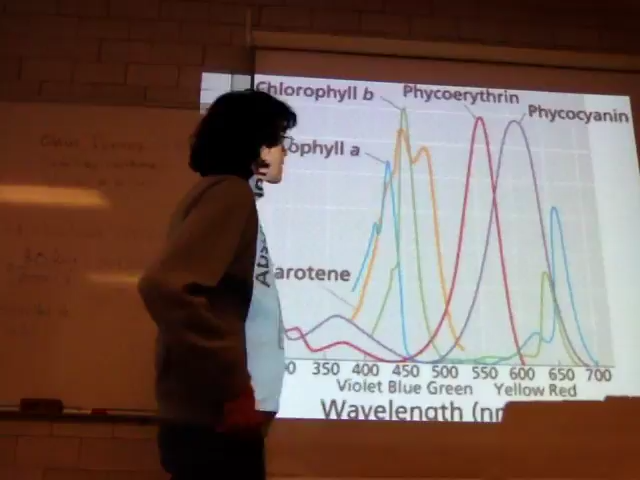 Chlorophyll b
Phycoerythrin
Phycocyanin
ophyll a
Abs
arotene
350 400 450 500 550 600 650 700
Violet Blue Green Yellow Red
Wavelength (nm